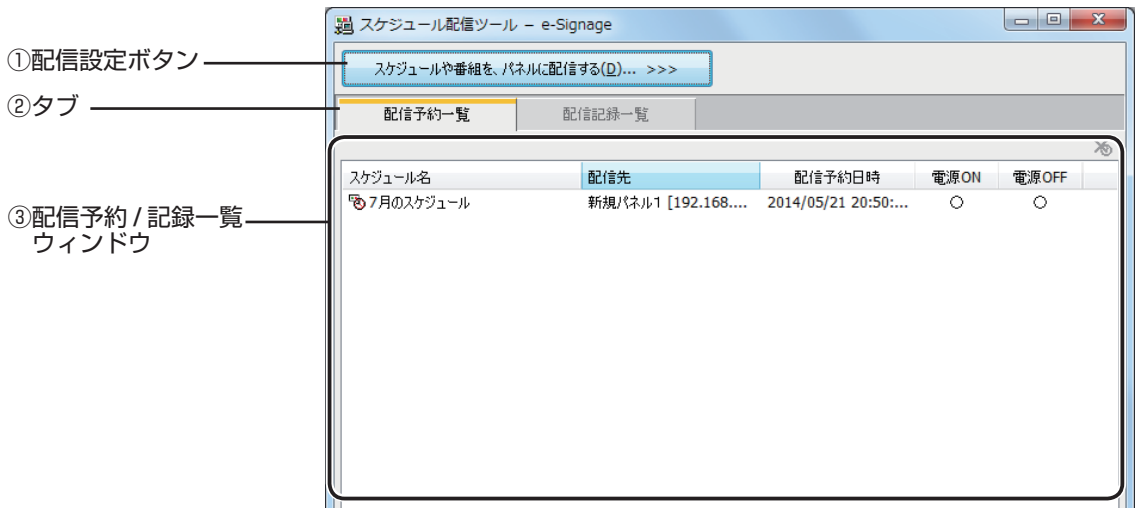 スケジュール配信ツール – e-Signage
①配信設定ボタン
スケジュールや番組を、パネルに配信する(D)... >>>
②タブ
配信予約一覧 配信記録一覧
スケジュール名 配信先 配信予約日時 電源ON 電源OFF
7月のスケジュール 新規パネル1 [192.168.... 2014/05/21 20:50:... ○ ○
③配信予約 / 記録一覧
ウィンドウ